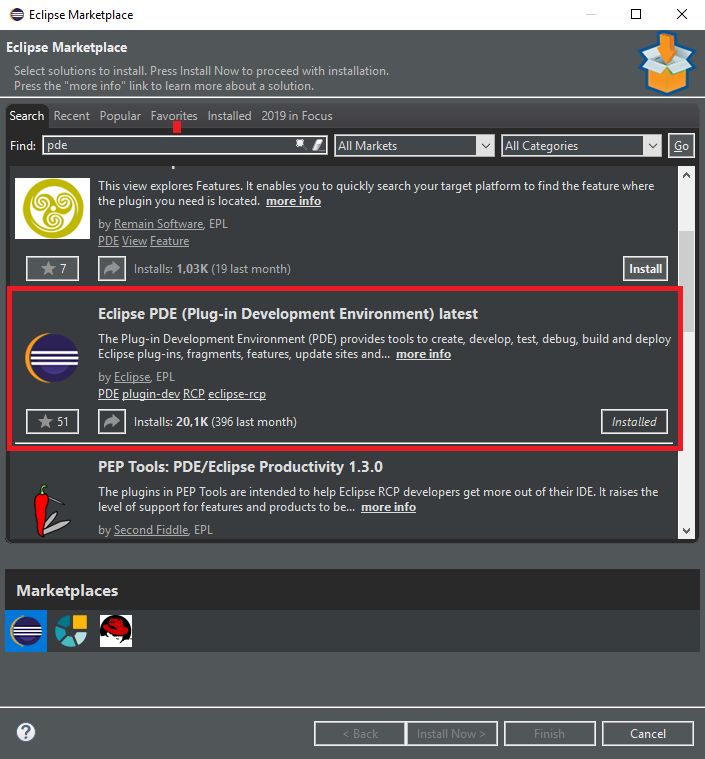 Eclipse Marketplace
Eclipse Marketplace
Select solutions to install. Press Install Now to proceed with installation.
Press the "more info" link to learn more about a solution.
Search Recent Popular Favorites Installed 2019 in Focus
Find: pde All Markets All Categories Go
This view explores Features. It enables you to quickly search your target platform to find the feature where
the plugin you need is located. more info
by Remain Software, EPL
PDE View Feature
7 Installs: 1,03K (19 last month) Install
Eclipse PDE (Plug-in Development Environment) latest
The Plug-in Development Environment (PDE) provides tools to create, develop, test, debug, build and deploy
Eclipse plug-ins, fragments, features, update sites and... more info
by Eclipse, EPL
PDE plugin-dev RCP eclipse-rcp
51 Installs: 20,1K (396 last month) Installed
PEP Tools: PDE/Eclipse Productivity 1.3.0
The plugins in PEP Tools are intended to help Eclipse RCP developers get more out of their IDE. It raises the
level of support for features and products to be... more info
by Second Fiddle, EPL
Marketplaces
? < Back Install Now > Finish Cancel